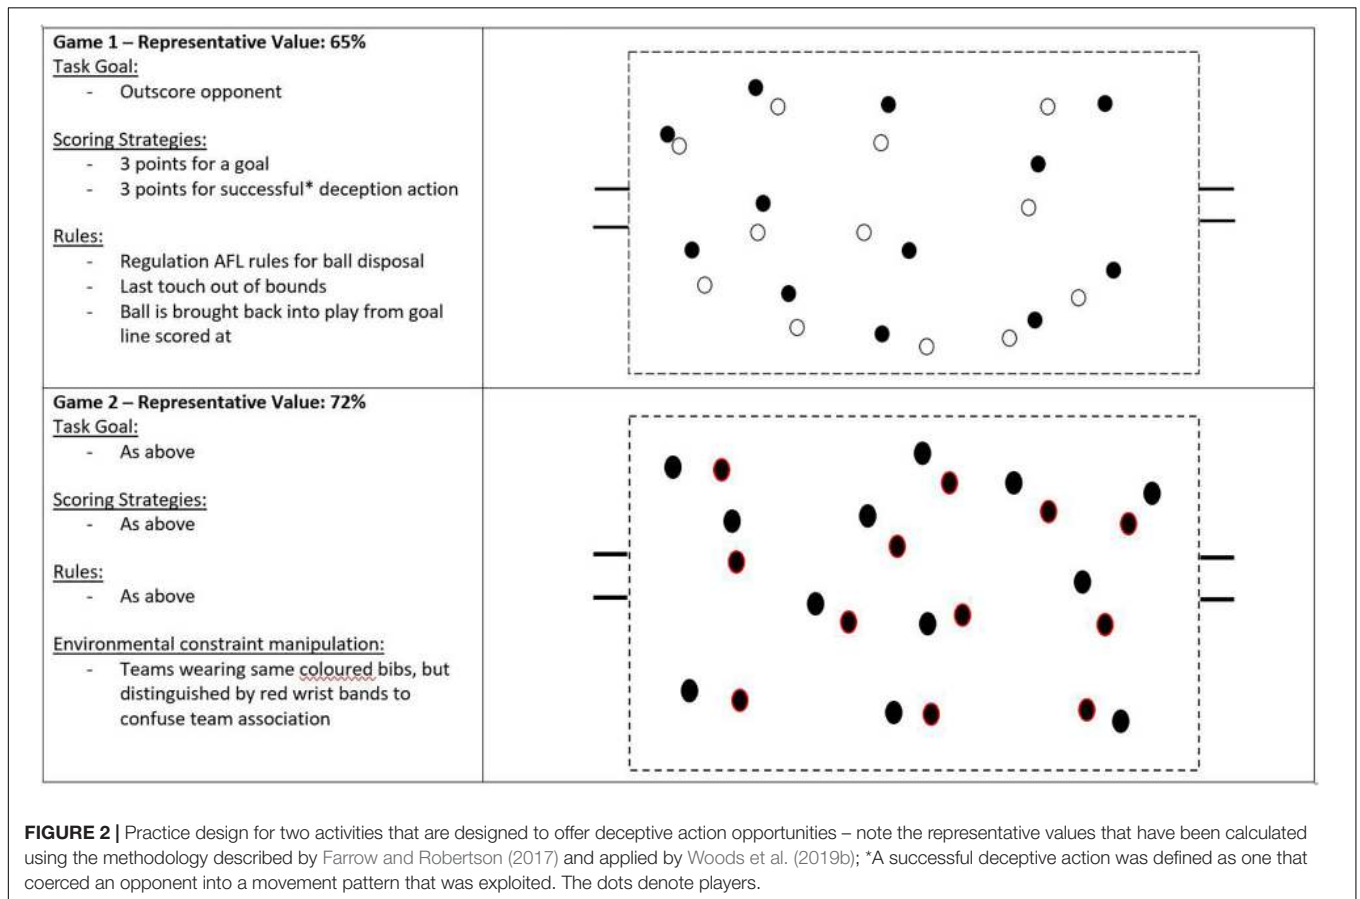 Game 1 – Representative Value: 65%
Task Goal:
- Outscore opponent
Scoring Strategies:
- 3 points for a goal
- 3 points for successful* deception action
Rules:
- Regulation AFL rules for ball disposal
- Last touch out of bounds
- Ball is brought back into play from goal
line scored at
Game 2 – Representative Value: 72%
Task Goal:
- As above
Scoring Strategies:
- As above
Rules:
- As above
Environmental constraint manipulation:
- Teams wearing same coloured bibs, but
distinguished by red wrist bands to
confuse team association
FIGURE 2 | Practice design for two activities that are designed to offer deceptive action opportunities – note the representative values that have been calculated
using the methodology described by Farrow and Robertson (2017) and applied by Woods et al. (2019b); *A successful deceptive action was defined as one that
coerced an opponent into a movement pattern that was exploited. The dots denote players.